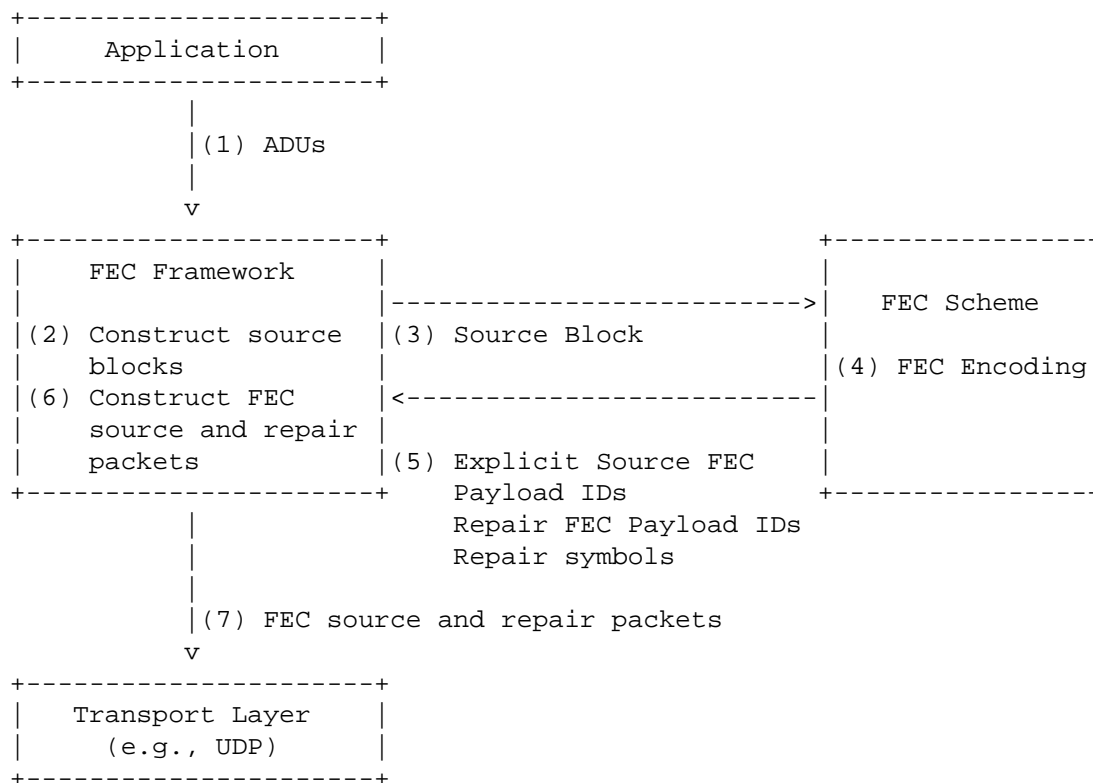 Application
(1) ADUs
v
FEC Framework
FEC Scheme
(2) Construct source (3) Source Block
blocks (4) FEC Encoding
(6) Construct FEC
source and repair
packets (5) Explicit Source FEC
Payload IDs
Repair FEC Payload IDs
Repair symbols
(7) FEC source and repair packets
v
Transport Layer
(e.g., UDP)